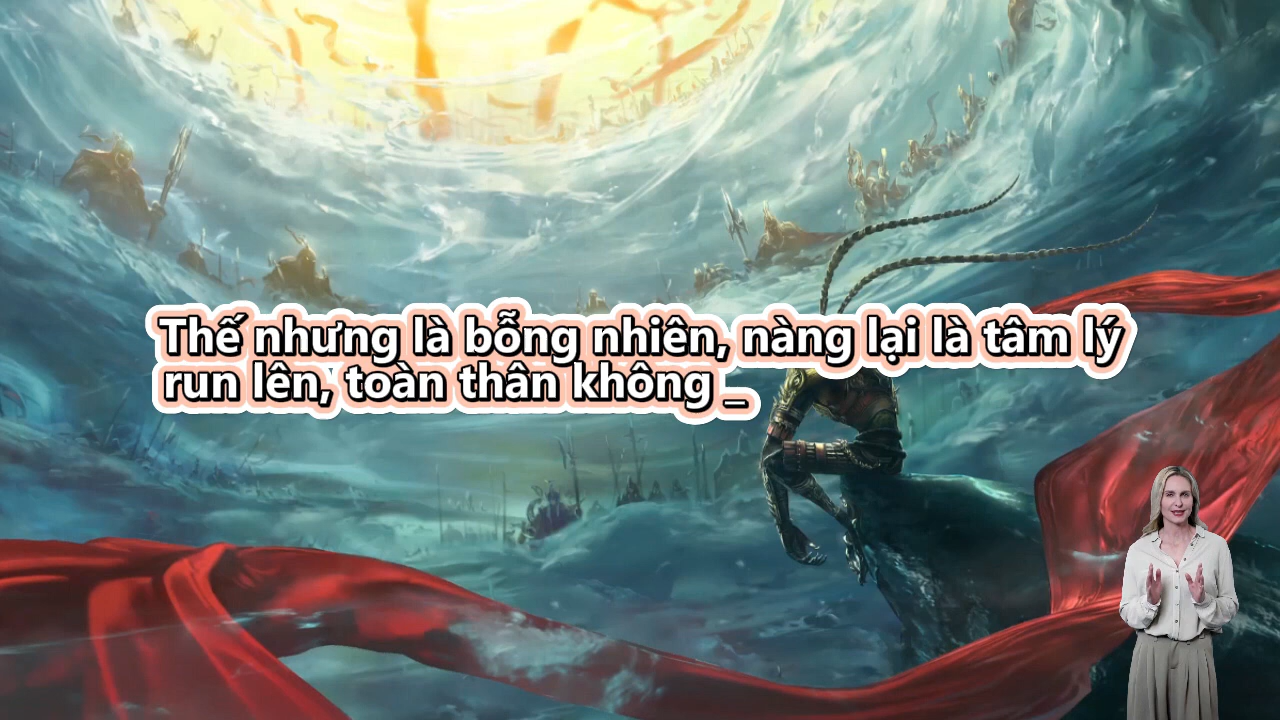 Thế nhưng là bỗng nhiên, nàng lại là tâm lý
run lên, toàn thân không _